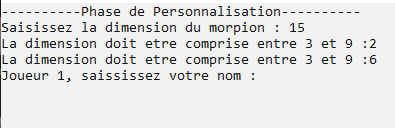 ----------Phase de Personnalisation----------
Saisissez la dimension du morpion : 15
La dimension doit etre comprise entre 3 et 9 :2
La dimension doit etre comprise entre 3 et 9 :6
Joueur 1, saississez votre nom :